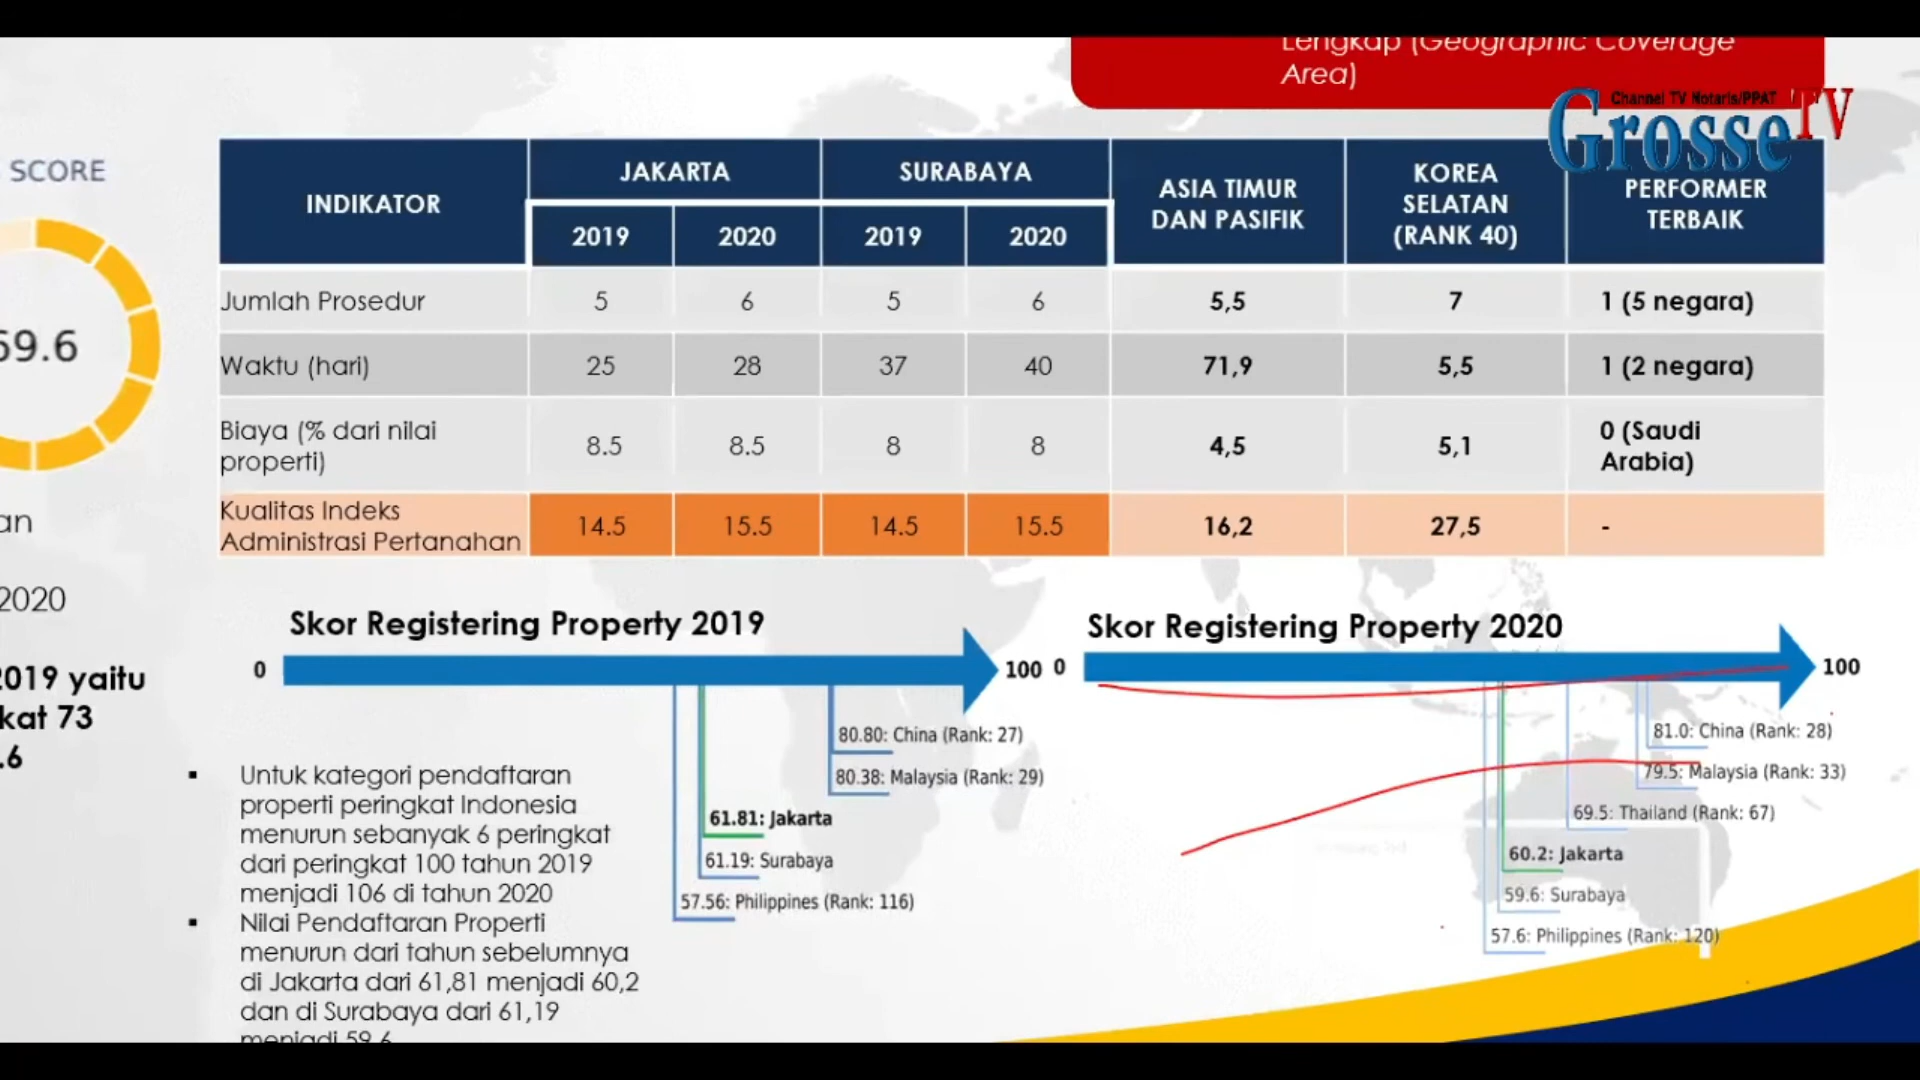 Lengkap (Geographic Coverage
Area)
Channel TV Notaris/PPAT
Grosse TV
SCORE
INDIKATOR
JAKARTA
SURABAYA
2019
2020
2019
2020
ASIA TIMUR
DAN PASIFIK
KOREA
SELATAN
(RANK 40)
PERFORMER
TERBAIK
Jumlah Prosedur 5 6 5 6 5,5 7 1 (5 negara)
Waktu (hari) 25 28 37 40 71,9 5,5 1 (2 negara)
Biaya (% dari nilai
properti) 8.5 8.5 8 8 4,5 5,1 0 (Saudi
Arabia)
Kualitas Indeks
Administrasi Pertanahan 14.5 15.5 14.5 15.5 16,2 27,5 -
9.6
an
2020
2019 yaitu
kat 73
.6
Skor Registering Property 2019
0
100
80.80: China (Rank: 27)
80.38: Malaysia (Rank: 29)
61.81: Jakarta
61.19: Surabaya
57.56: Philippines (Rank: 116)
Skor Registering Property 2020
0
100
81.0: China (Rank: 28)
79.5: Malaysia (Rank: 33)
69.5: Thailand (Rank: 67)
60.2: Jakarta
59.6: Surabaya
57.6: Philippines (Rank: 120)
▪ Untuk kategori pendaftaran
properti peringkat Indonesia
menurun sebanyak 6 peringkat
dari peringkat 100 tahun 2019
menjadi 106 di tahun 2020
▪ Nilai Pendaftaran Properti
menurun dari tahun sebelumnya
di Jakarta dari 61,81 menjadi 60,2
dan di Surabaya dari 61,19
menjadi 59,6